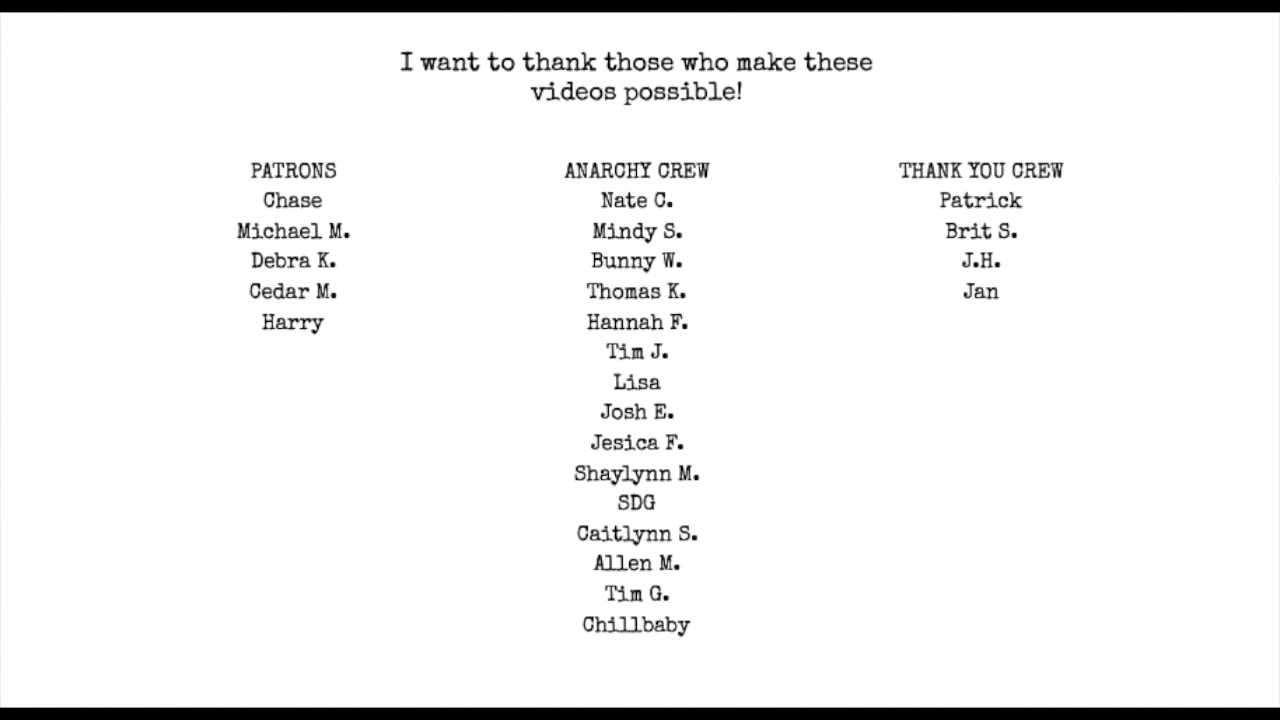 I want to thank those who make these
videos possible!
PATRONS
Chase
Michael M.
Debra K.
Cedar M.
Harry
ANARCHY CREW
Nate C.
Mindy S.
Bunny W.
Thomas K.
Hannah F.
Tim J.
Lisa
Josh E.
Jesica F.
Shaylynn M.
SDG
Caitlynn S.
Allen M.
Tim G.
Chillbaby
THANK YOU CREW
Patrick
Brit S.
J.H.
Jan